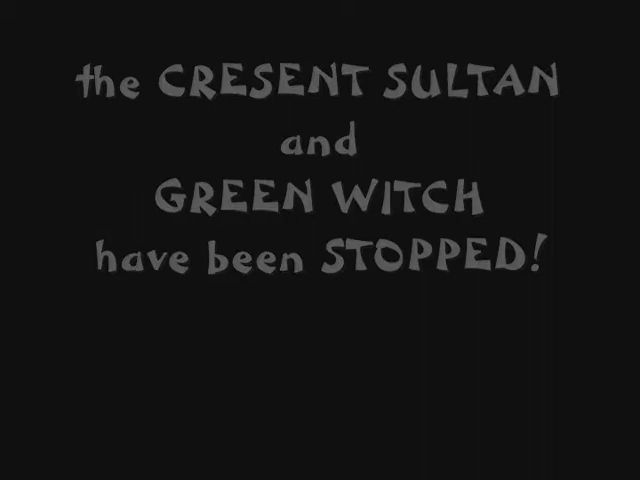 the CRESENT SULTAN
and
GREEN WITCH
have been STOPPED!